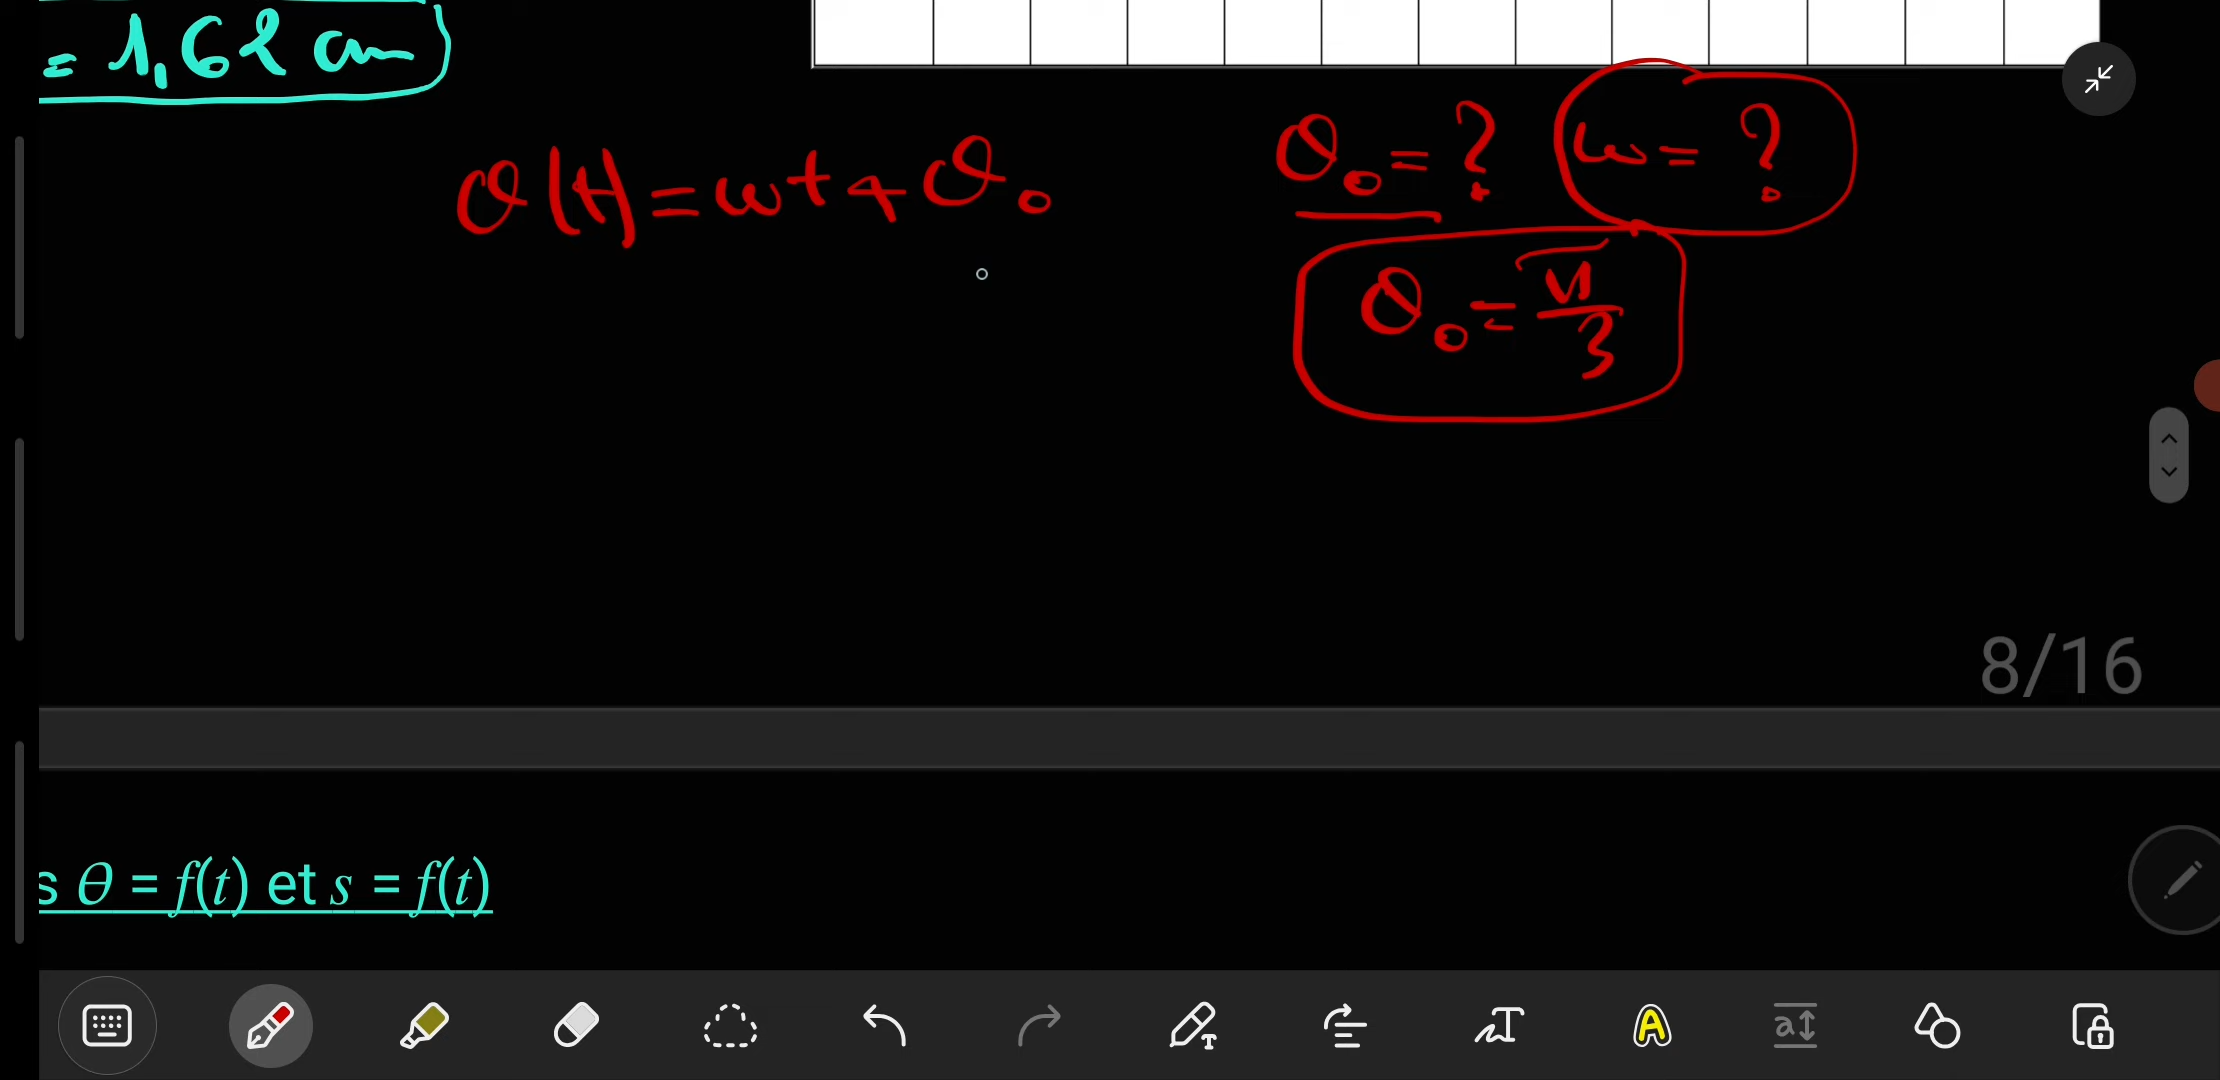 = 1,62 cm
θ(t) = ωt + θ₀
θ₀ = ? ω = ?
θ₀ = π/3
8/16
s θ = f(t) et s = f(t)
T
T
A
a